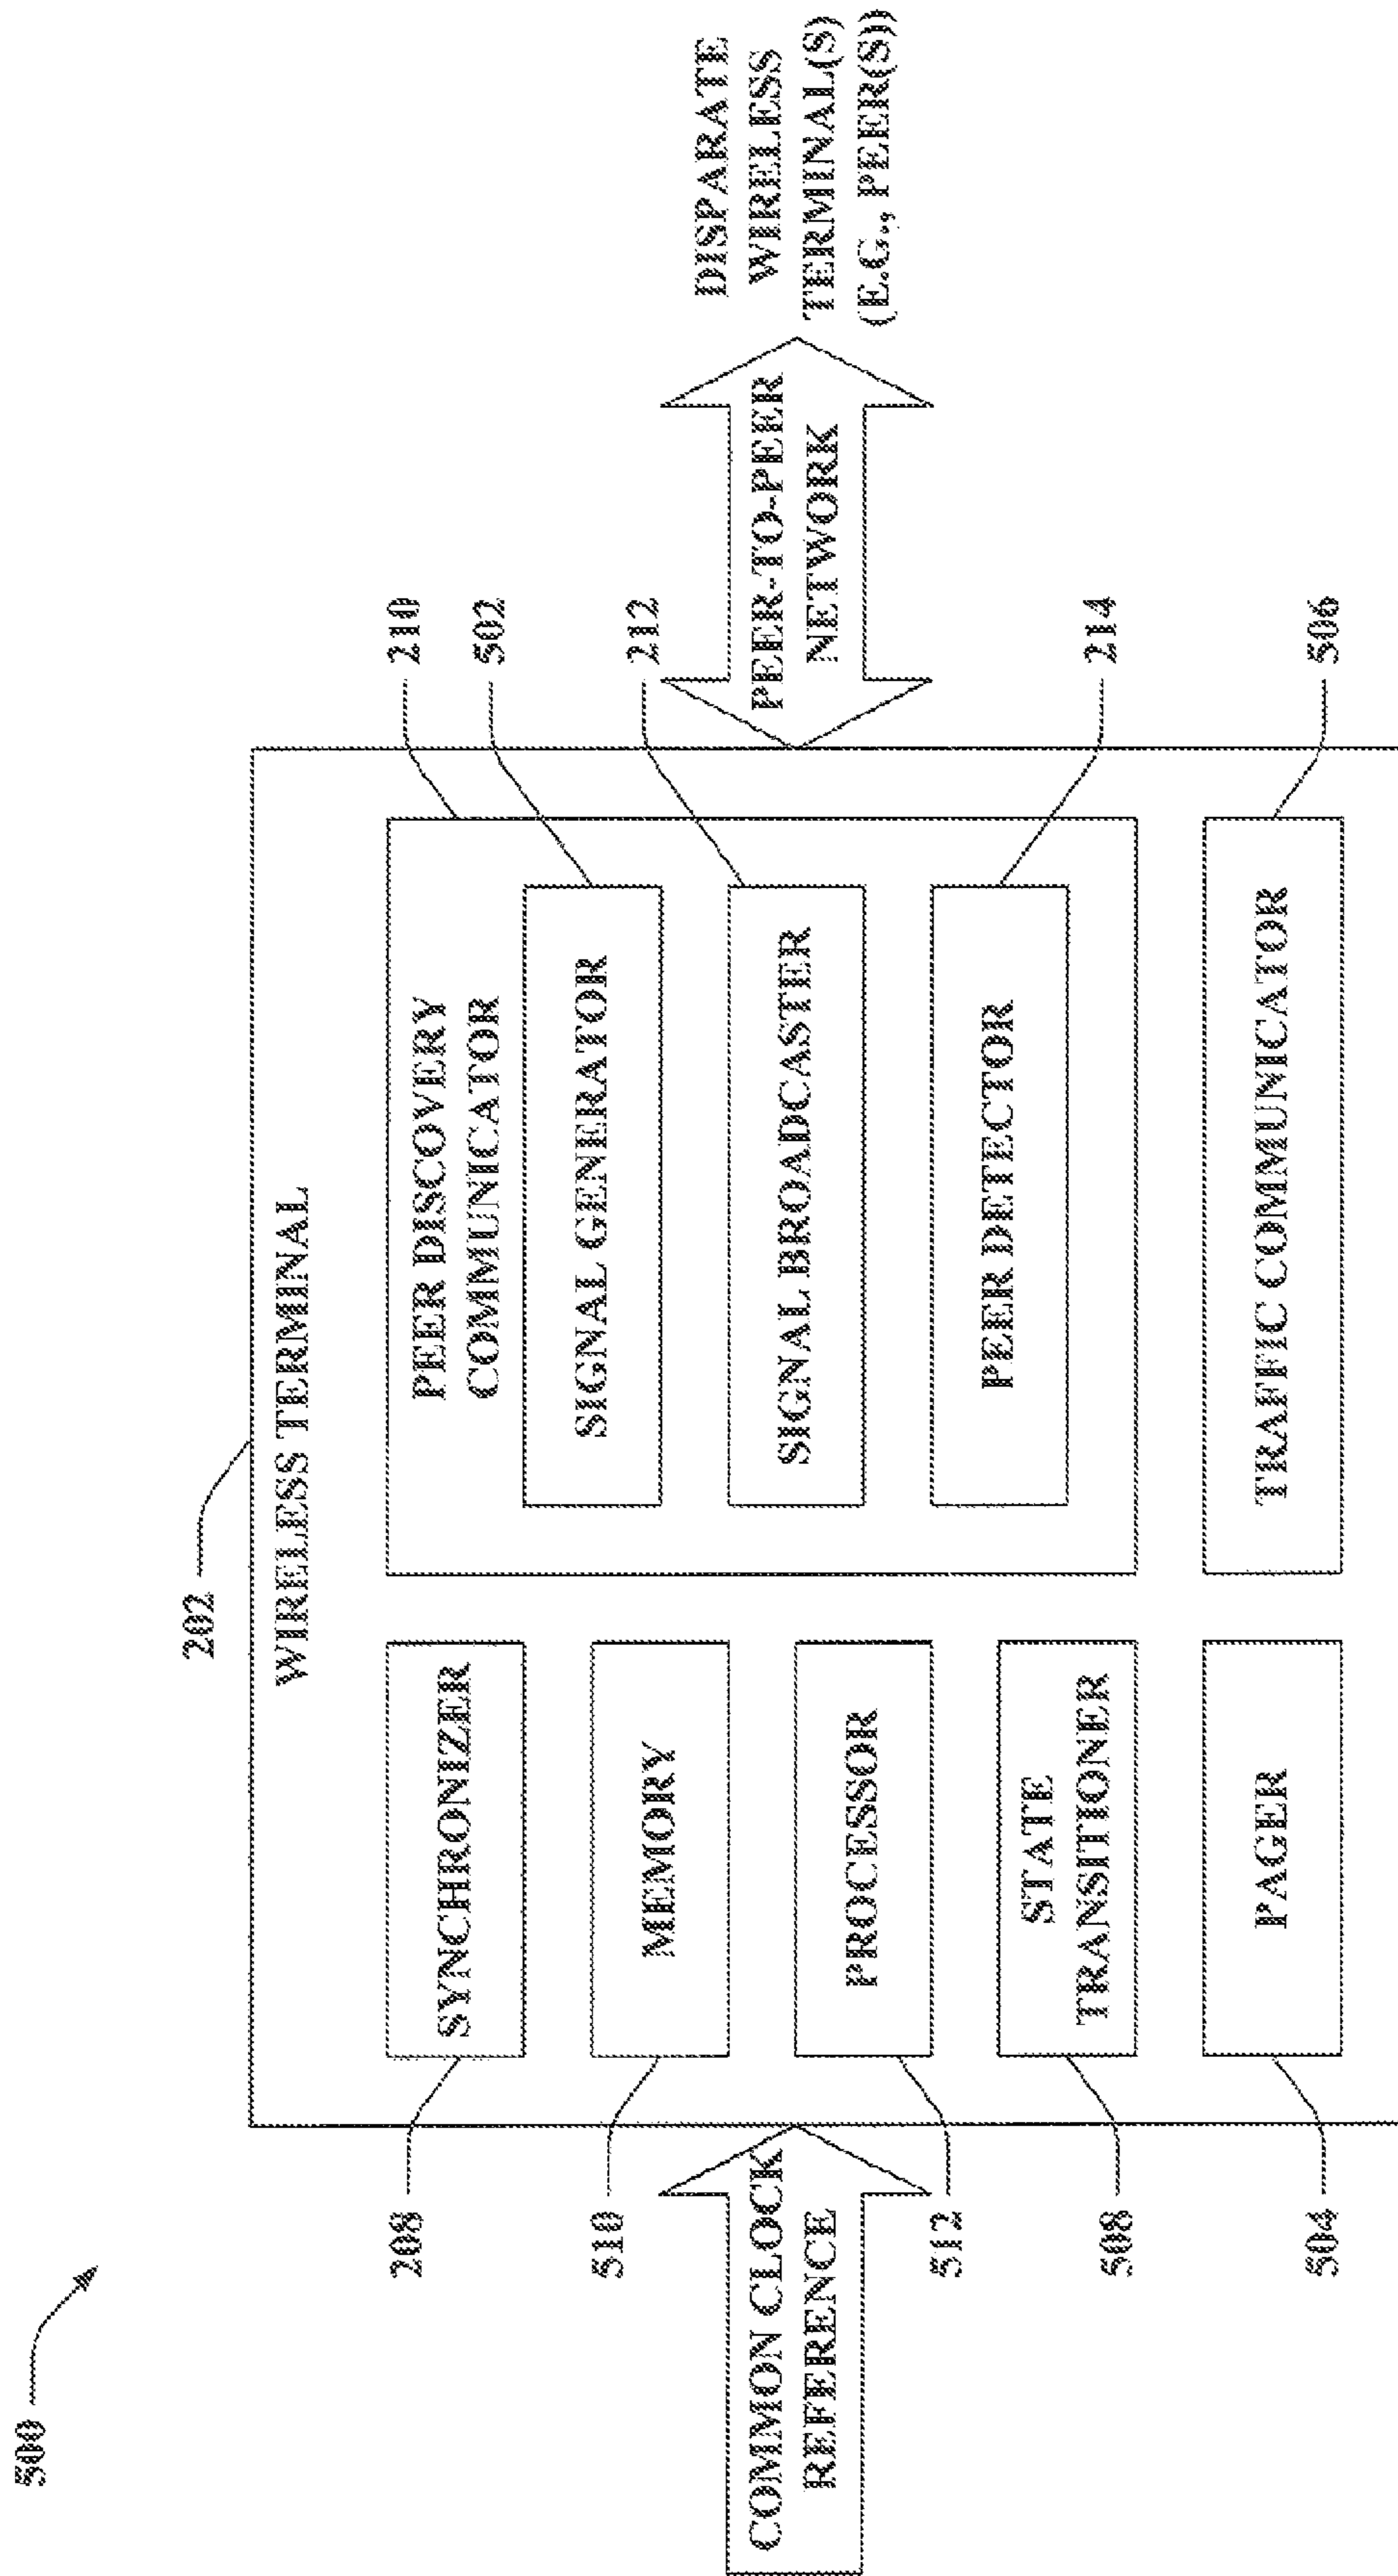 500
202
WIRELESS TERMINAL
208
SYNCHRONIZER
510
MEMORY
COMMON CLOCK
REFERENCE
512
PROCESSOR
508
STATE
TRANSITIONER
504
PAGER
210
PEER DISCOVERY
COMMUNICATOR
502
SIGNAL GENERATOR
212
SIGNAL BROADCASTER
214
PEER DETECTOR
506
TRAFFIC COMMUNICATOR
PEER-TO-PEER
NETWORK
DISPARATE
WIRELESS
TERMINAL(S)
(E.G., PEER(S))